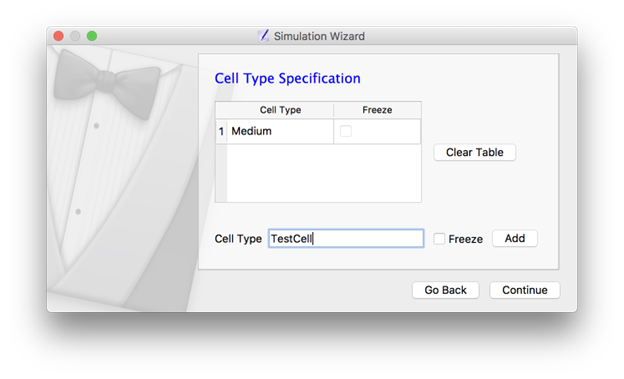 Simulation Wizard
Cell Type Specification
Cell Type Freeze
1 Medium
Clear Table
Cell Type TestCell Freeze Add
Go Back Continue